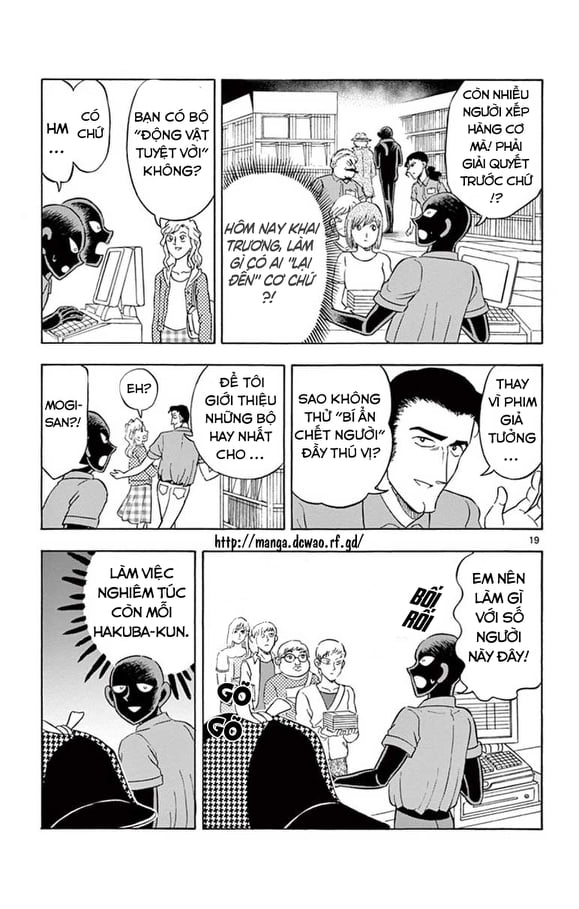 CÒN NHIỀU
NGƯỜI XẾP
HÀNG CƠ
MÀ! PHẢI
GIẢI QUYẾT
TRƯỚC CHỨ
!?
HÔM NAY KHAI
TRƯƠNG, LÀM
GÌ CÓ AI "LẠI
ĐẾN" CƠ CHỨ
?!
BẠN CÓ BỘ
"ĐỘNG VẬT
TUYỆT VỜI"
KHÔNG?
CÓ
CHỨ
HM
...
THAY
VÌ PHIM
GIẢ
TƯỞNG
...
SAO KHÔNG
THỬ "BÍ ẨN
CHẾT NGƯỜI"
ĐẦY THÚ VỊ?
ĐỂ TÔI
GIỚI THIỆU
NHỮNG BỘ
HAY NHẤT
CHO ...
EH?
MOGI-
SAN?!
19
http://manga.dcwao.rf.gd/
EM NÊN
LÀM GÌ
VỚI SỐ
NGƯỜI
NÀY ĐÂY!
BỐI
RỐI
GÕ
GÕ
LÀM VIỆC
NGHIÊM TÚC
CÒN MỖI
HAKUBA-KUN.